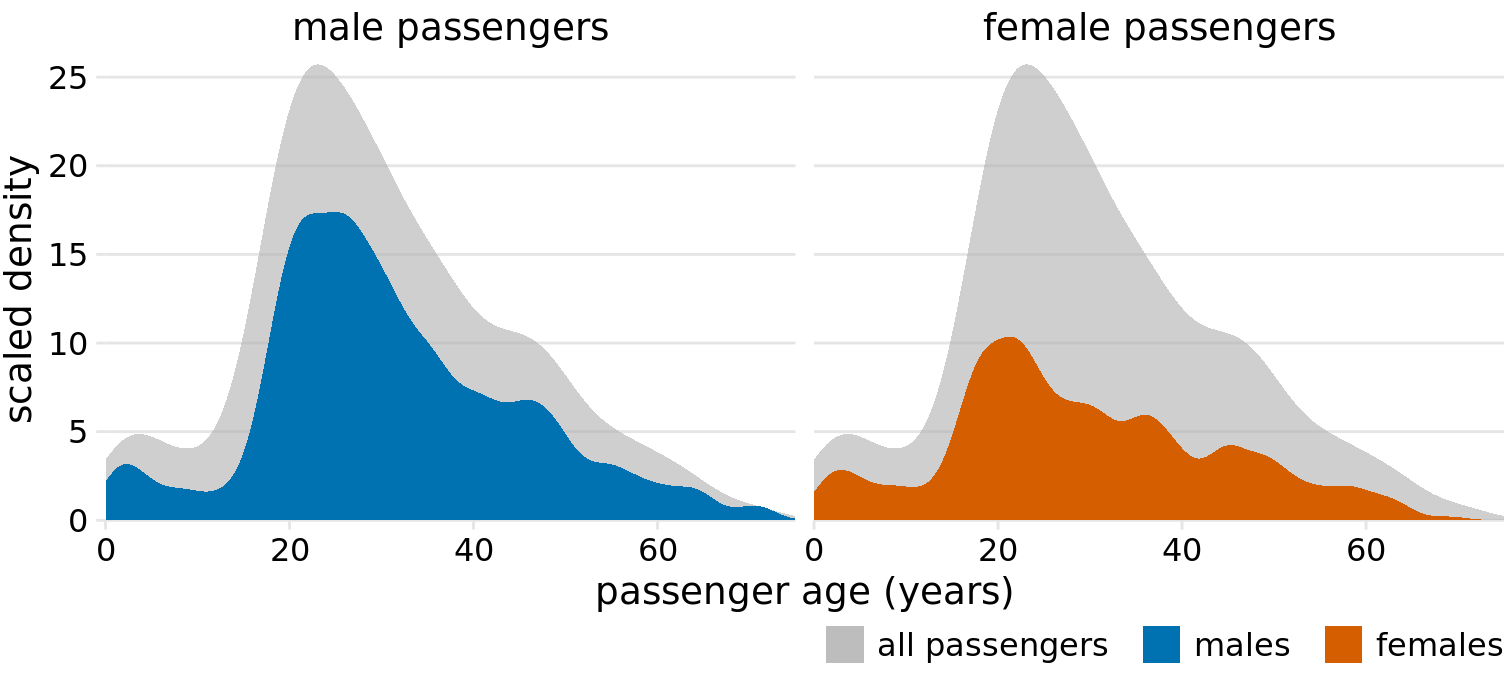 male passengers
female passengers
scaled density
25
20
15
10
5
0
0 20 40 60
0 20 40 60
passenger age (years)
all passengers males females